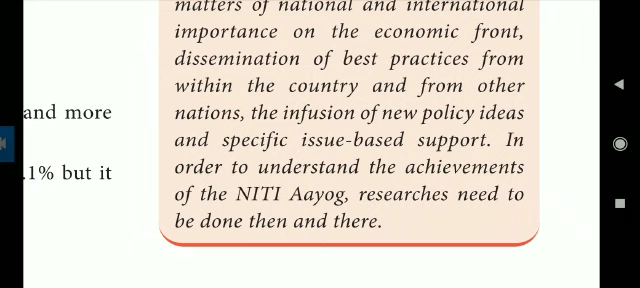 matters of national and international
importance on the economic front,
dissemination of best practices from
within the country and from other
nations, the infusion of new policy ideas
and specific issue-based support. In
order to understand the achievements
of the NITI Aayog, researches need to
be done then and there.
and more
.1% but it